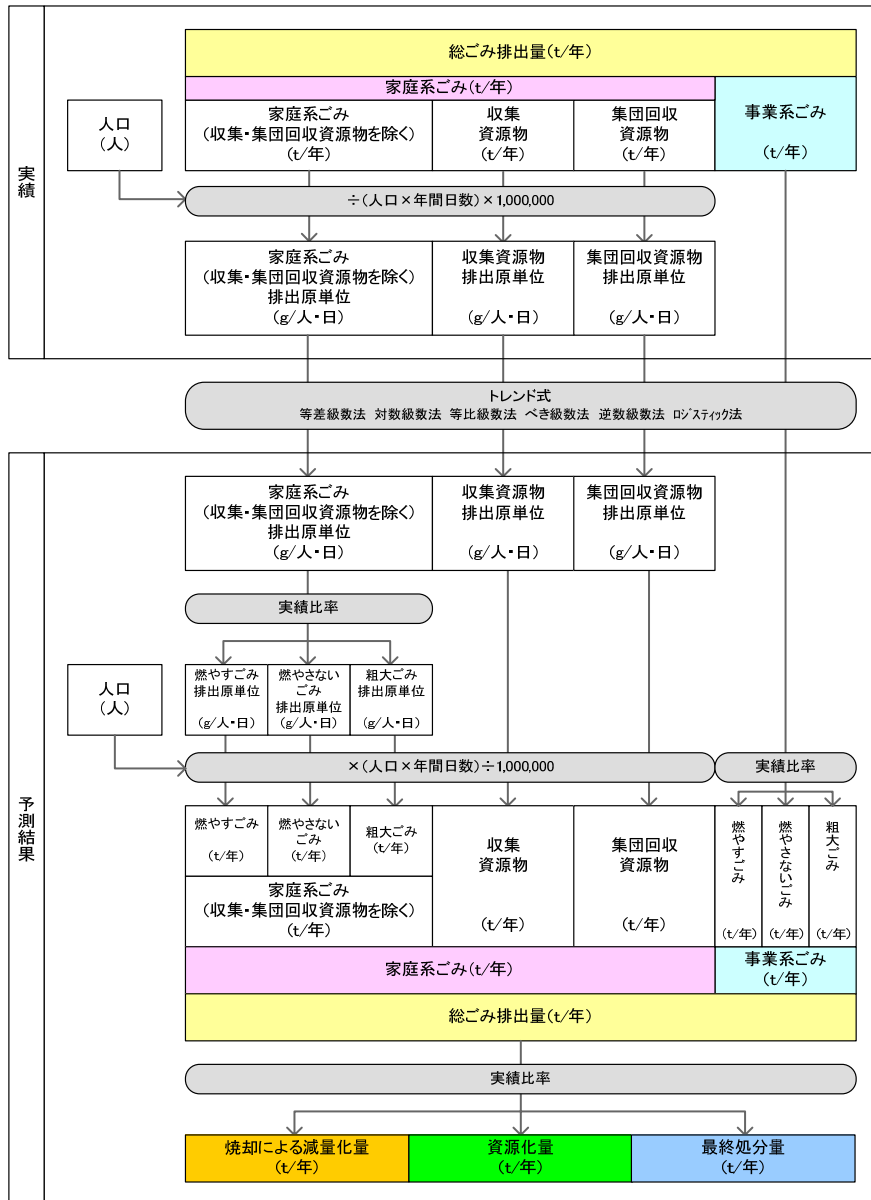 実績
総ごみ排出量(t/年)
家庭系ごみ(t/年)
人口
(人)
家庭系ごみ
(収集・集団回収資源物を除く)
(t/年)
収集
資源物
(t/年)
集団回収
資源物
(t/年)
事業系ごみ
(t/年)
÷(人口×年間日数)×1,000,000
家庭系ごみ
(収集・集団回収資源物を除く)
排出原単位
(g/人・日)
収集資源物
排出原単位
(g/人・日)
集団回収資源物
排出原単位
(g/人・日)
トレンド式
等差級数法 対数級数法 等比級数法 べき級数法 逆数級数法 ロジスティック法
予測結果
家庭系ごみ
(収集・集団回収資源物を除く)
排出原単位
(g/人・日)
収集資源物
排出原単位
(g/人・日)
集団回収資源物
排出原単位
(g/人・日)
実績比率
人口
(人)
燃やすごみ
排出原単位
(g/人・日)
燃やさない
ごみ
排出原単位
(g/人・日)
粗大ごみ
排出原単位
(g/人・日)
×(人口×年間日数)÷1,000,000
実績比率
燃やすごみ
(t/年)
燃やさない
ごみ
(t/年)
粗大ごみ
(t/年)
家庭系ごみ
(収集・集団回収資源物を除く)
(t/年)
収集
資源物
(t/年)
集団回収
資源物
(t/年)
燃やすごみ
(t/年)
燃やさないごみ
(t/年)
粗大ごみ
(t/年)
家庭系ごみ(t/年)
事業系ごみ
(t/年)
総ごみ排出量(t/年)
実績比率
焼却による減量化量
(t/年)
資源化量
(t/年)
最終処分量
(t/年)